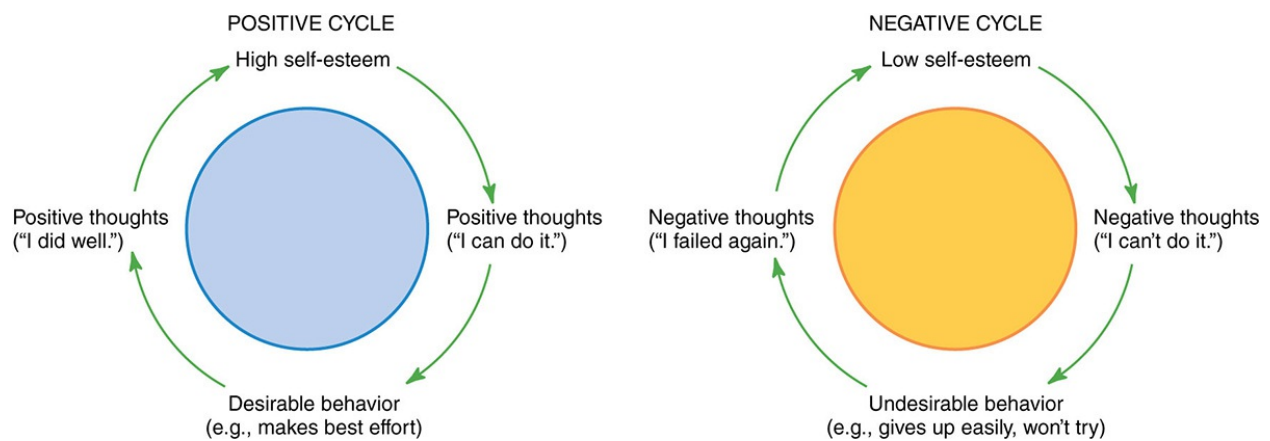 POSITIVE CYCLE
High self-esteem
Positive thoughts
(“I did well.”)
Positive thoughts
(“I can do it.”)
Desirable behavior
(e.g., makes best effort)
NEGATIVE CYCLE
Low self-esteem
Negative thoughts
(“I failed again.”)
Negative thoughts
(“I can’t do it.”)
Undesirable behavior
(e.g., gives up easily, won’t try)